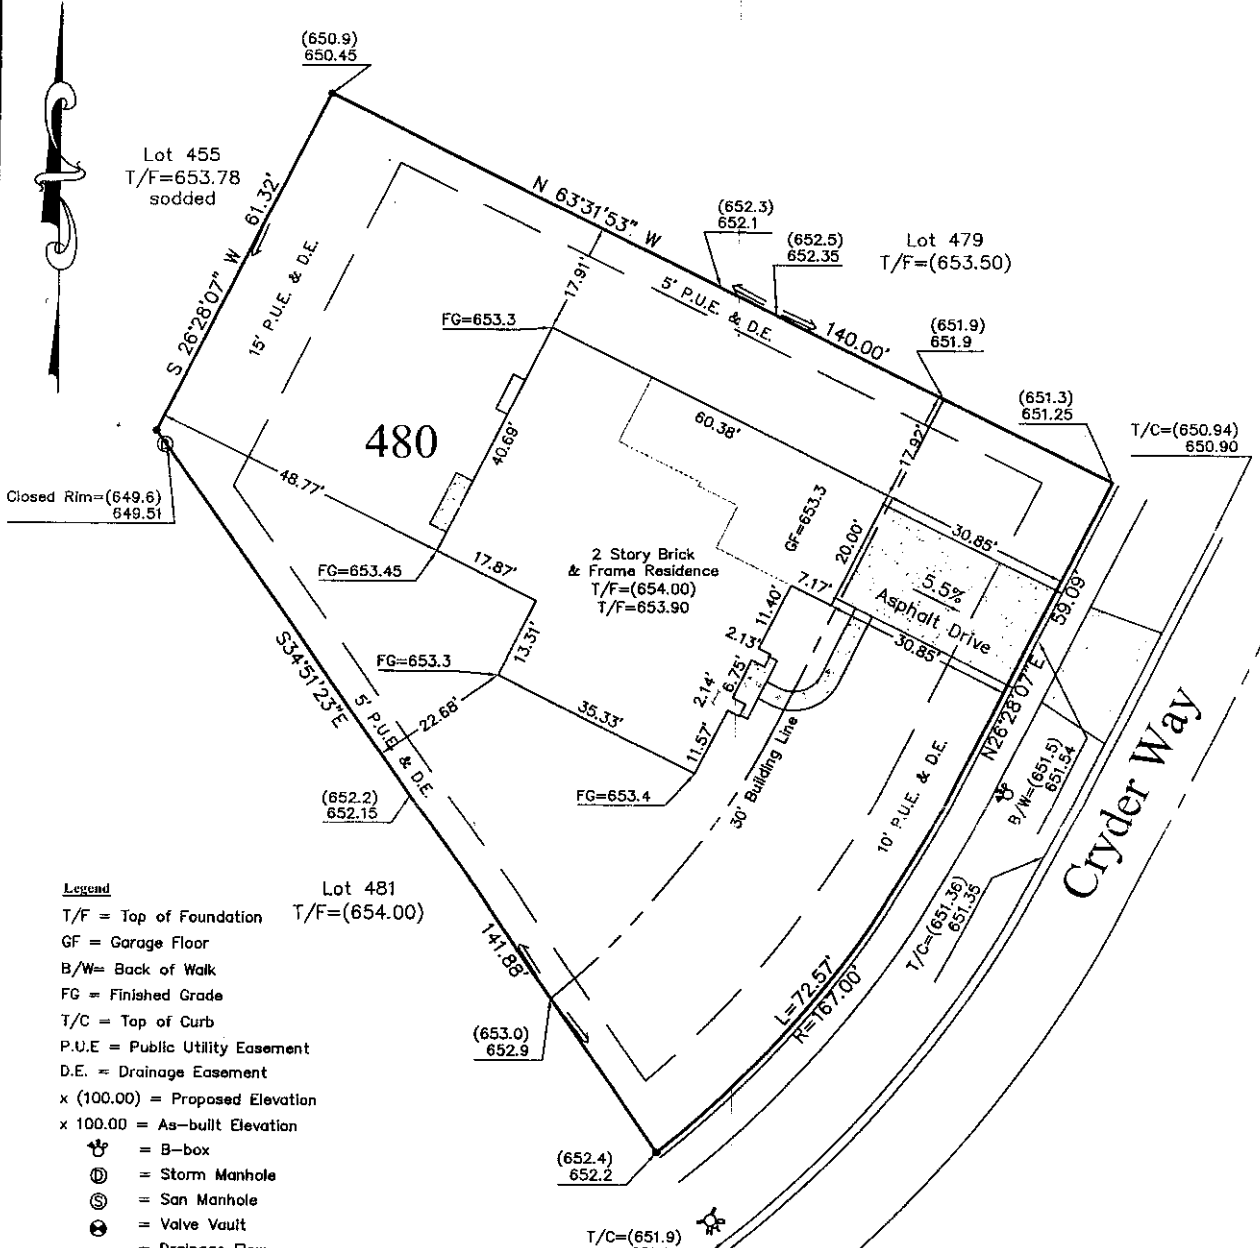 (650.9)
650.45
Lot 455
T/F=653.78
sodded
61.32'
S 26°28'07" W
15' P.U.E. & D.E.
N 63°31'53" W
(652.3)
652.1
(652.5)
652.35
Lot 479
T/F=(653.50)
17.91'
5' P.U.E. & D.E.
FG=653.3
140.00'
(651.9)
651.9
(651.3)
651.25
T/C=(650.94)
650.90
480
40.69'
60.38'
17.92'
48.77'
Closed Rim=(649.6)
649.51
GF=653.3
20.00'
30.85'
2 Story Brick
& Frame Residence
T/F=(654.00)
T/F=653.90
17.87'
FG=653.45
7.17'
5.5%
Asphalt Drive
59.09
11.40'
30.85'
2.13'
13.31'
FG=653.3
6.75'
2.14'
S34°51'23"E
5' P.U.E. & D.E.
22.68'
35.33'
11.57'
N26°28'07"E
Cryder Way
30' Building Line
B/W=(651.5)
651.54
FG=653.4
(652.2)
652.15
10' P.U.E. & D.E.
T/C=(651.36)
651.35
Lot 481
T/F=(654.00)
141.88'
L=72.57'
R=167.00'
(653.0)
652.9
(652.4)
652.2
T/C=(651.9)
Legend
T/F = Top of Foundation
GF = Garage Floor
B/W= Back of Walk
FG = Finished Grade
T/C = Top of Curb
P.U.E = Public Utility Easement
D.E. = Drainage Easement
x (100.00) = Proposed Elevation
x 100.00 = As-built Elevation
= B-box
D = Storm Manhole
S = San Manhole
= Valve Vault